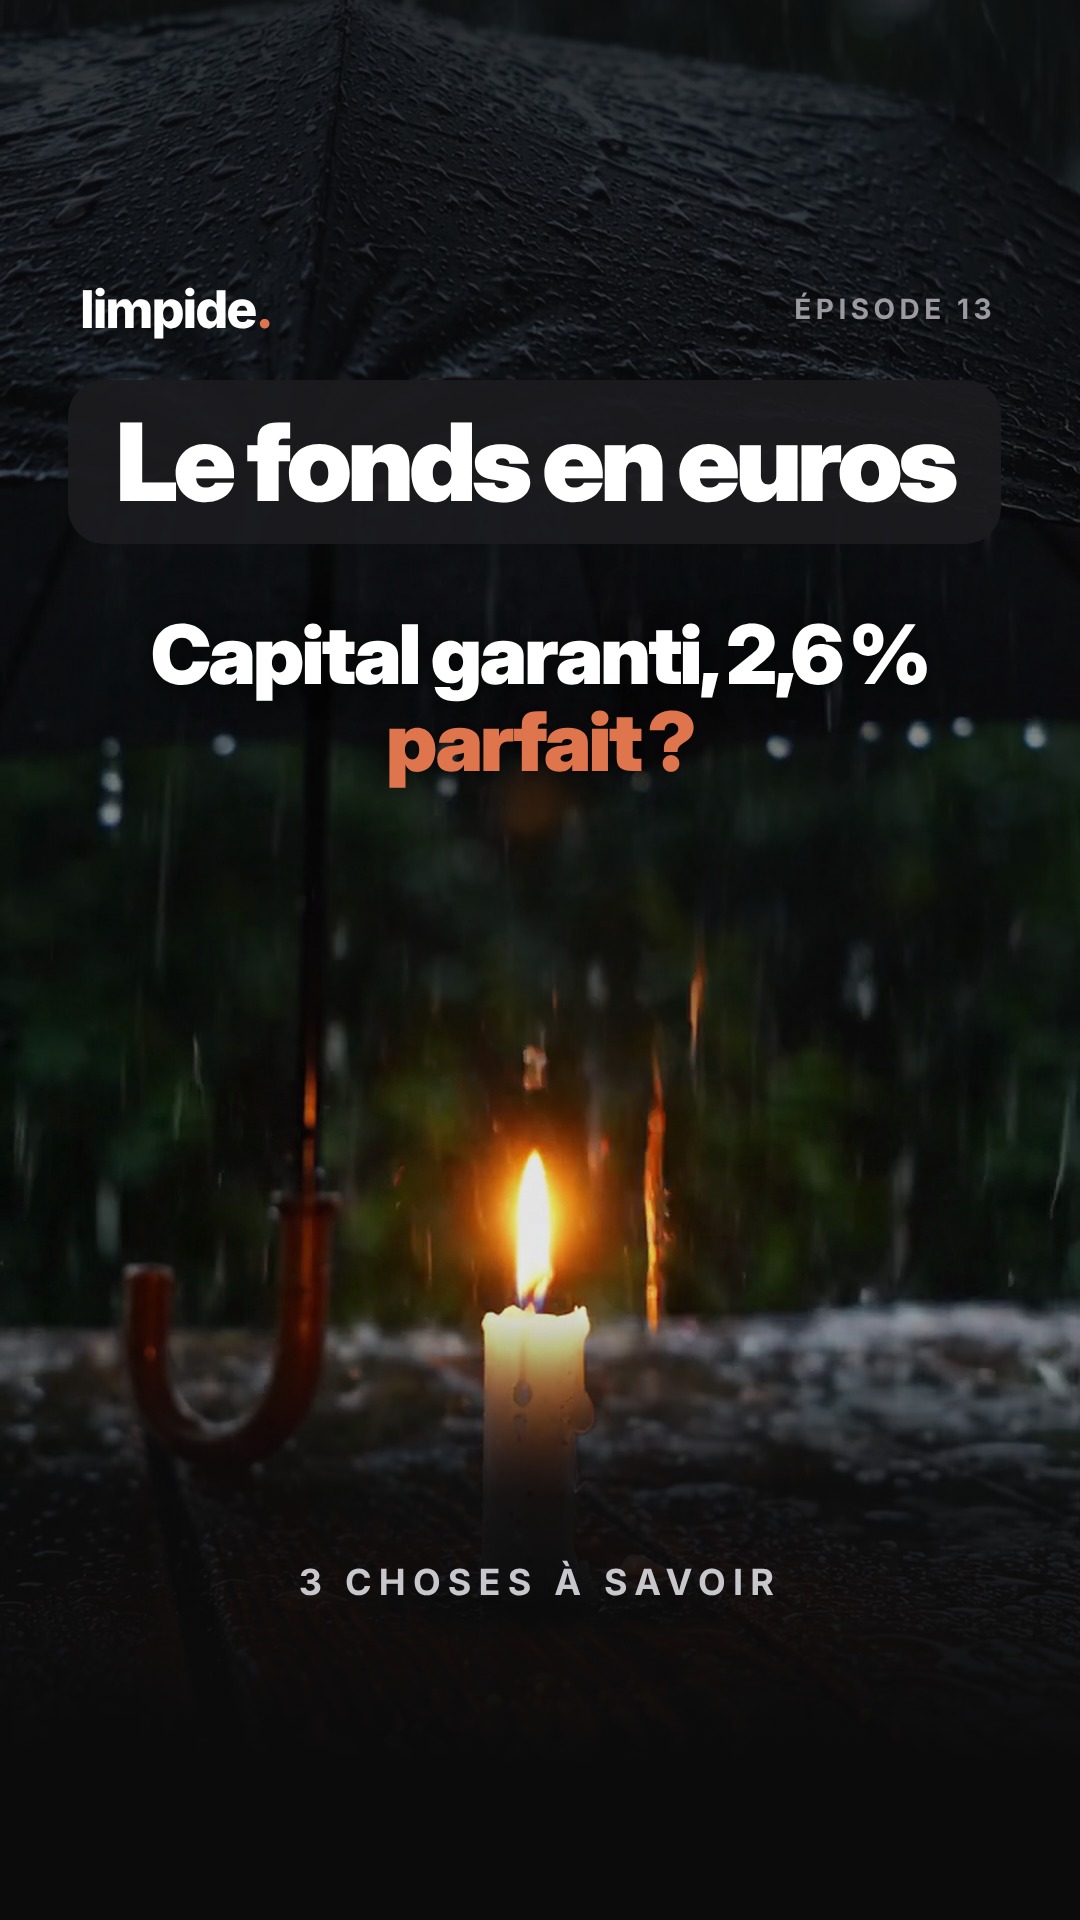 limpide.
ÉPISODE 13
Le fonds en euros
Capital garanti, 2,6 %
parfait ?
3 CHOSES À SAVOIR